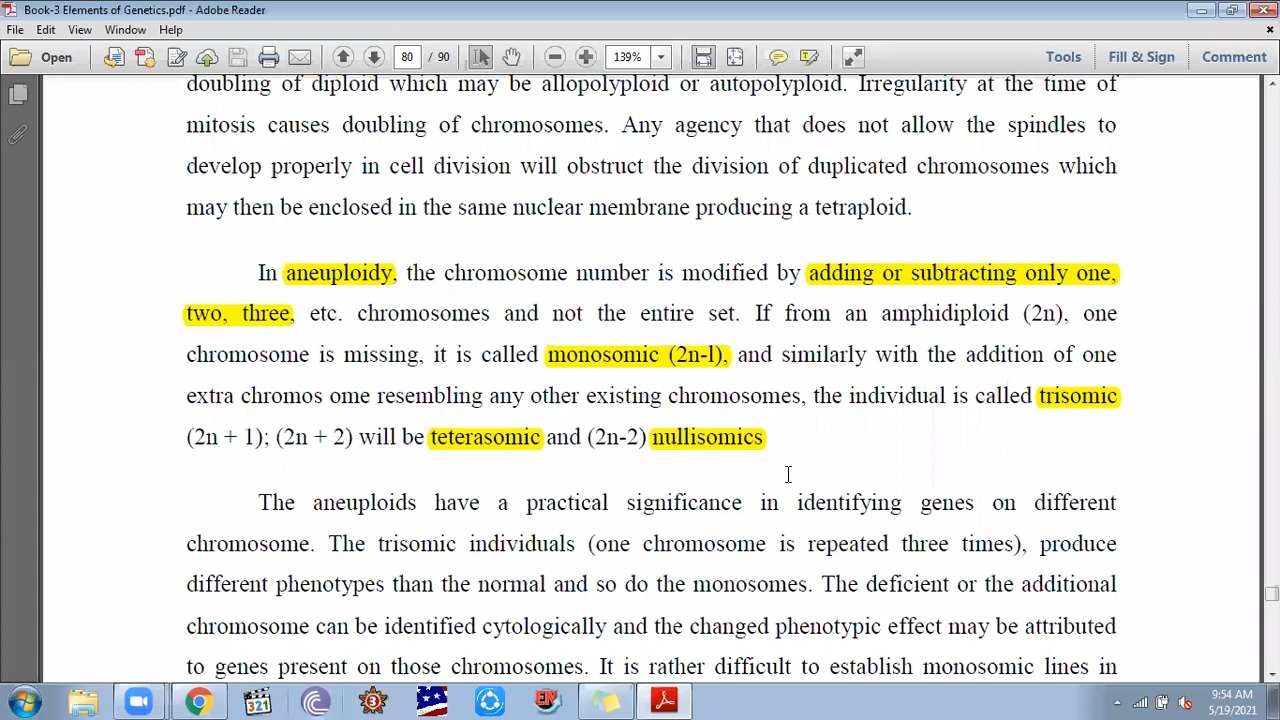 Book-3 Elements of Genetics.pdf - Adobe Reader
File Edit View Window Help
Open 80 / 90 139% Tools Fill & Sign Comment
doubling of diploid which may be allopolyploid or autopolyploid. Irregularity at the time of
mitosis causes doubling of chromosomes. Any agency that does not allow the spindles to
develop properly in cell division will obstruct the division of duplicated chromosomes which
may then be enclosed in the same nuclear membrane producing a tetraploid.
In aneuploidy, the chromosome number is modified by adding or subtracting only one,
two, three, etc. chromosomes and not the entire set. If from an amphidiploid (2n), one
chromosome is missing, it is called monosomic (2n-l), and similarly with the addition of one
extra chromos ome resembling any other existing chromosomes, the individual is called trisomic
(2n + 1); (2n + 2) will be teterasomic and (2n-2) nullisomics
The aneuploids have a practical significance in identifying genes on different
chromosome. The trisomic individuals (one chromosome is repeated three times), produce
different phenotypes than the normal and so do the monosomes. The deficient or the additional
chromosome can be identified cytologically and the changed phenotypic effect may be attributed
to genes present on those chromosomes. It is rather difficult to establish monosomic lines in
321
3
EN
9:54 AM
5/19/2021